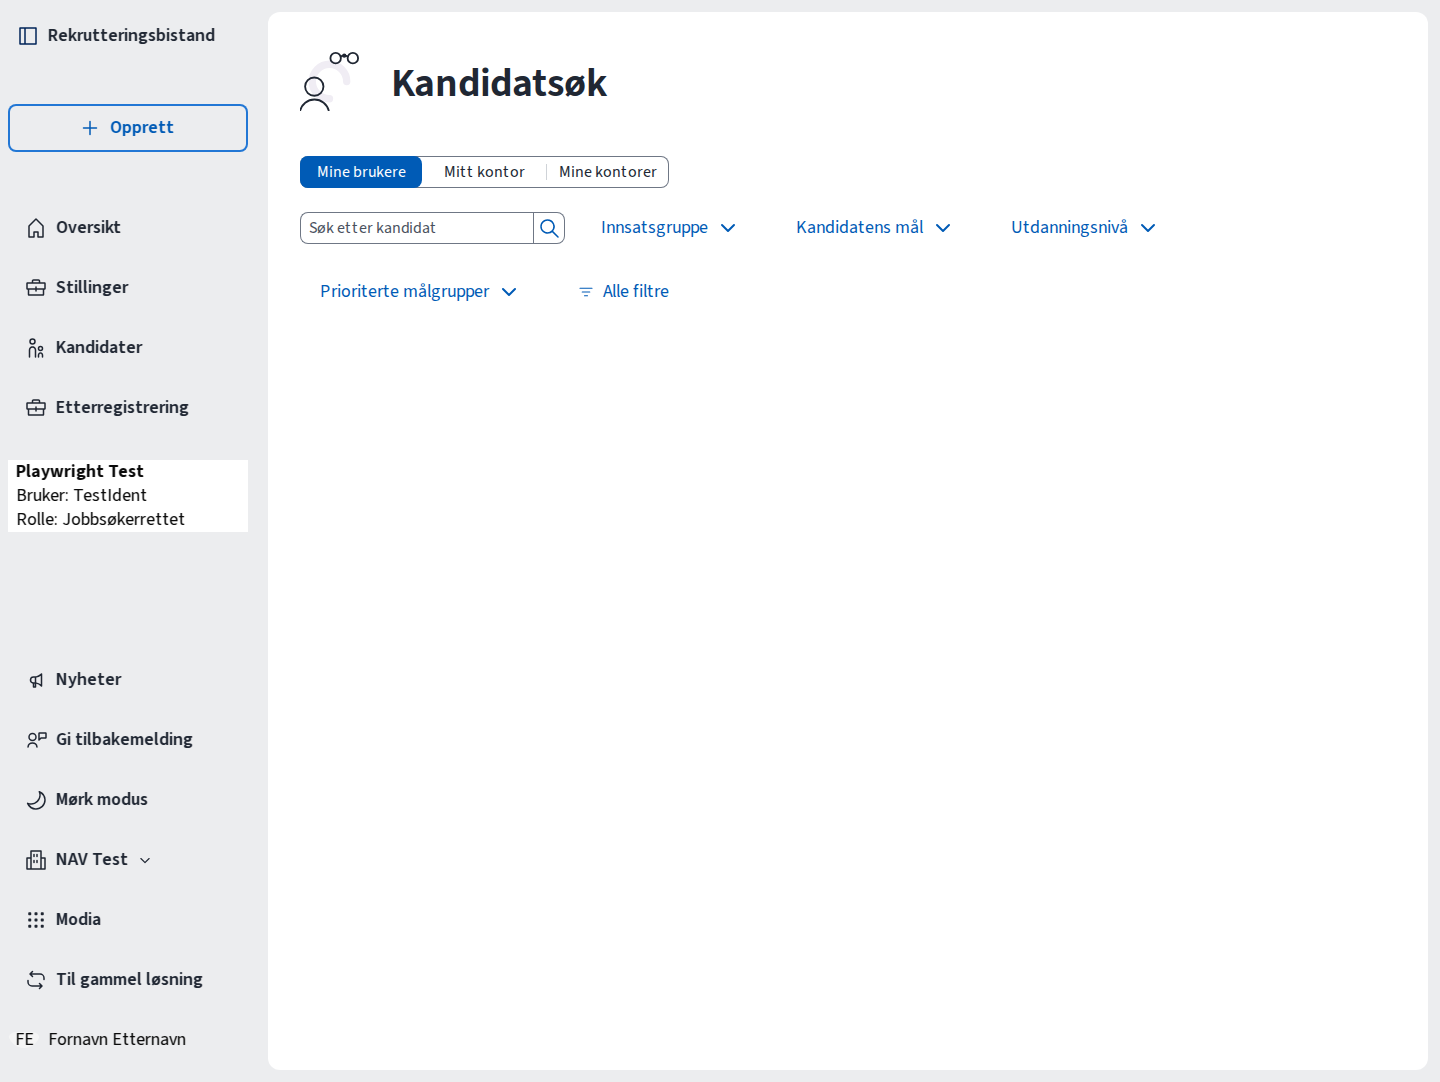 Rekrutteringsbistand
Opprett
Oversikt
Stillinger
Kandidater
Etterregistrering
Playwright Test
Bruker: TestIdent
Rolle: Jobbsøkerrettet
Nyheter
Gi tilbakemelding
Mørk modus
NAV Test
Modia
Til gammel løsning
FE Fornavn Etternavn
Kandidatsøk
Mine brukere Mitt kontor Mine kontorer
Søk etter kandidat Innsatsgruppe Kandidatens mål Utdanningsnivå
Prioriterte målgrupper Alle filtre